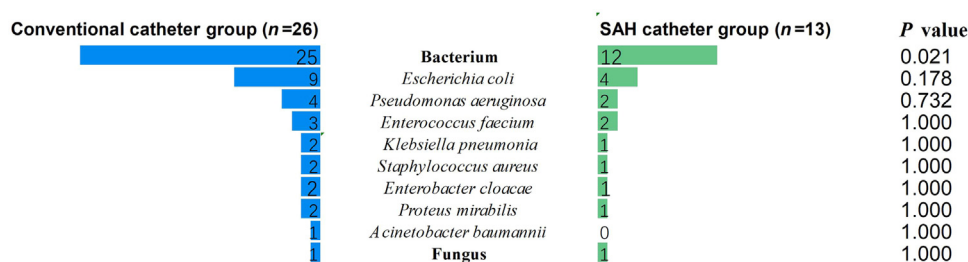 Conventional catheter group (n=26) SAH catheter group (n=13) P value
25 Bacterium 12 0.021
9 Escherichia coli 4 0.178
4 Pseudomonas aeruginosa 2 0.732
3 Enterococcus faecium 2 1.000
2 Klebsiella pneumonia 1 1.000
2 Staphylococcus aureus 1 1.000
2 Enterobacter cloacae 1 1.000
2 Proteus mirabilis 1 1.000
1 Acinetobacter baumannii 0 1.000
1 Fungus 1 1.000